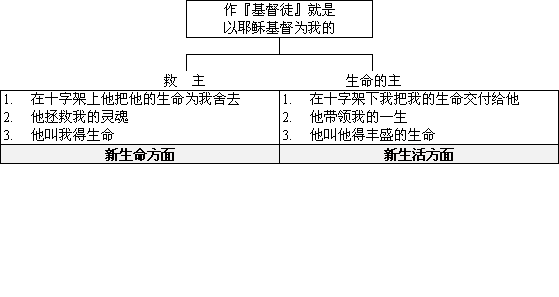 作『基督徒』就是
以耶稣基督为我的
救 主
生命的主
1. 在十字架上他把他的生命为我舍去
2. 他拯救我的灵魂
3. 他叫我得生命
1. 在十字架下我把我的生命交付给他
2. 他带领我的一生
3. 他叫他得丰盛的生命
新生命方面
新生活方面